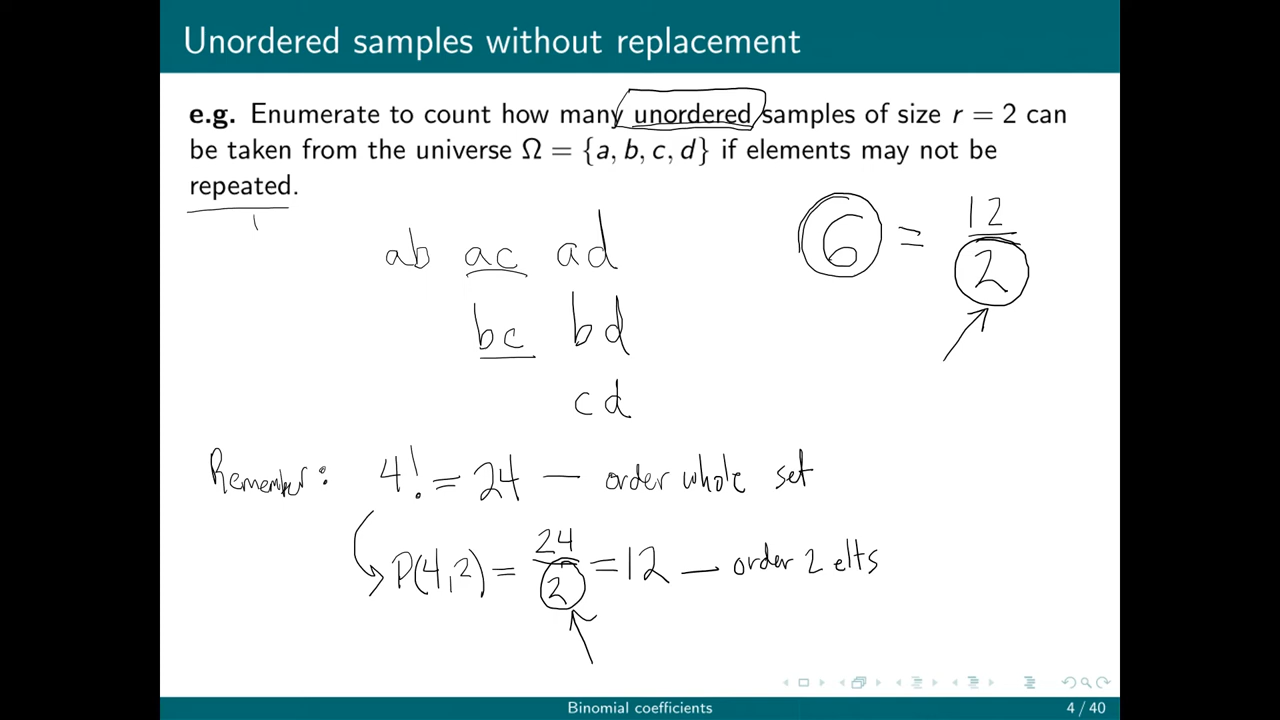 Unordered samples without replacement
e.g. Enumerate to count how many unordered samples of size r = 2 can
be taken from the universe Ω = {a, b, c, d} if elements may not be
repeated.
ab ac ad
bc bd
cd
6 = 12/2
Remember: 4! = 24 — order whole set
P(4,2) = 24/2 = 12 — order 2 elts
Binomial coefficients
4 / 40